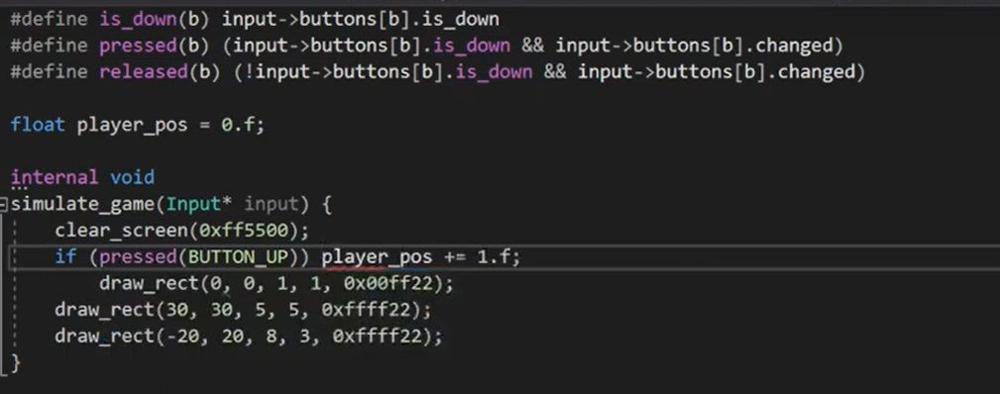 #define is_down(b) input->buttons[b].is_down
#define pressed(b) (input->buttons[b].is_down && input->buttons[b].changed)
#define released(b) (!input->buttons[b].is_down && input->buttons[b].changed)
float player_pos = 0.f;
internal void
simulate_game(Input* input) {
clear_screen(0xff5500);
if (pressed(BUTTON_UP)) player_pos += 1.f;
draw_rect(0, 0, 1, 1, 0x00ff22);
draw_rect(30, 30, 5, 5, 0xffff22);
draw_rect(-20, 20, 8, 3, 0xffff22);
}